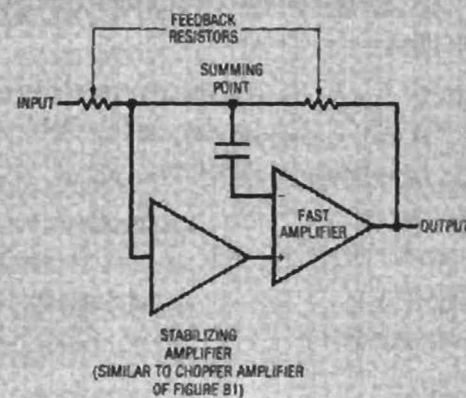 FEEDBACK
RESISTORS
SUMMING
POINT
INPUT
-
FAST
AMPLIFIER
+
OUTPUT
STABILIZING
AMPLIFIER
(SIMILAR TO CHOPPER AMPLIFIER
OF FIGURE B1)